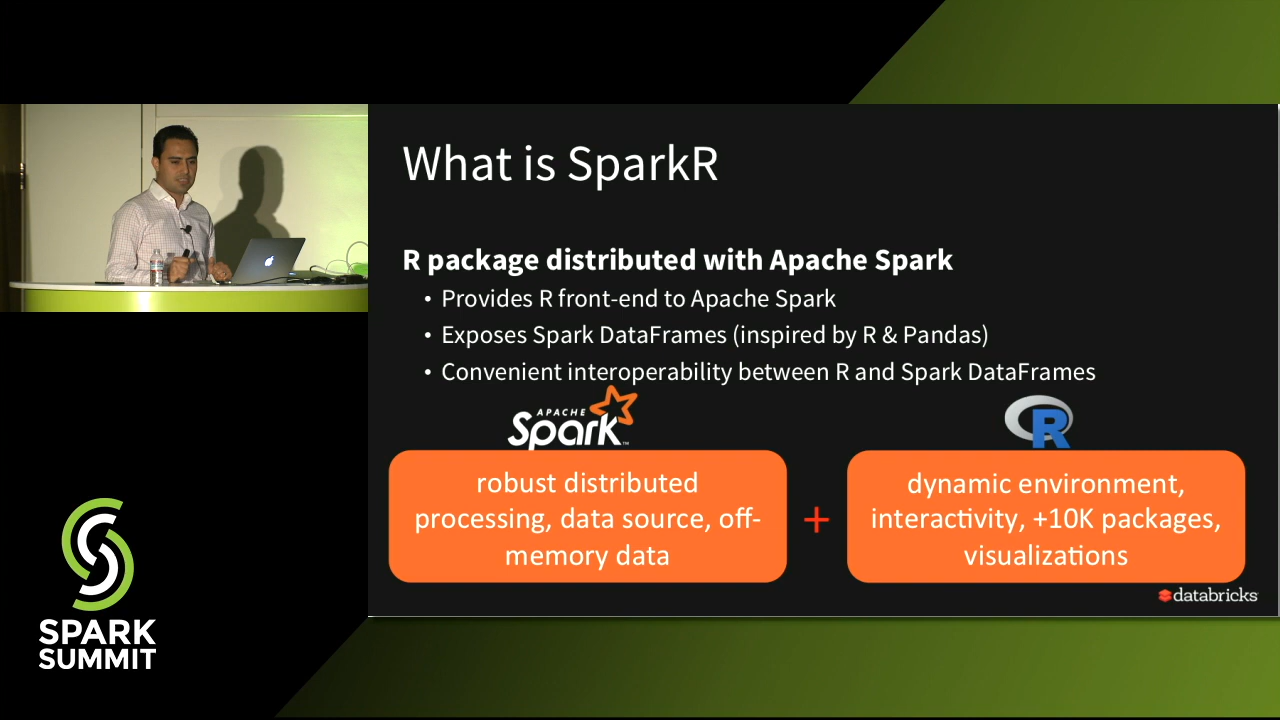 What is SparkR
R package distributed with Apache Spark
• Provides R front-end to Apache Spark
• Exposes Spark DataFrames (inspired by R & Pandas)
• Convenient interoperability between R and Spark DataFrames
APACHE
Spark™
R
robust distributed
processing, data source, off-
memory data
+
dynamic environment,
interactivity, +10K packages,
visualizations
databricks
SPARK
SUMMIT